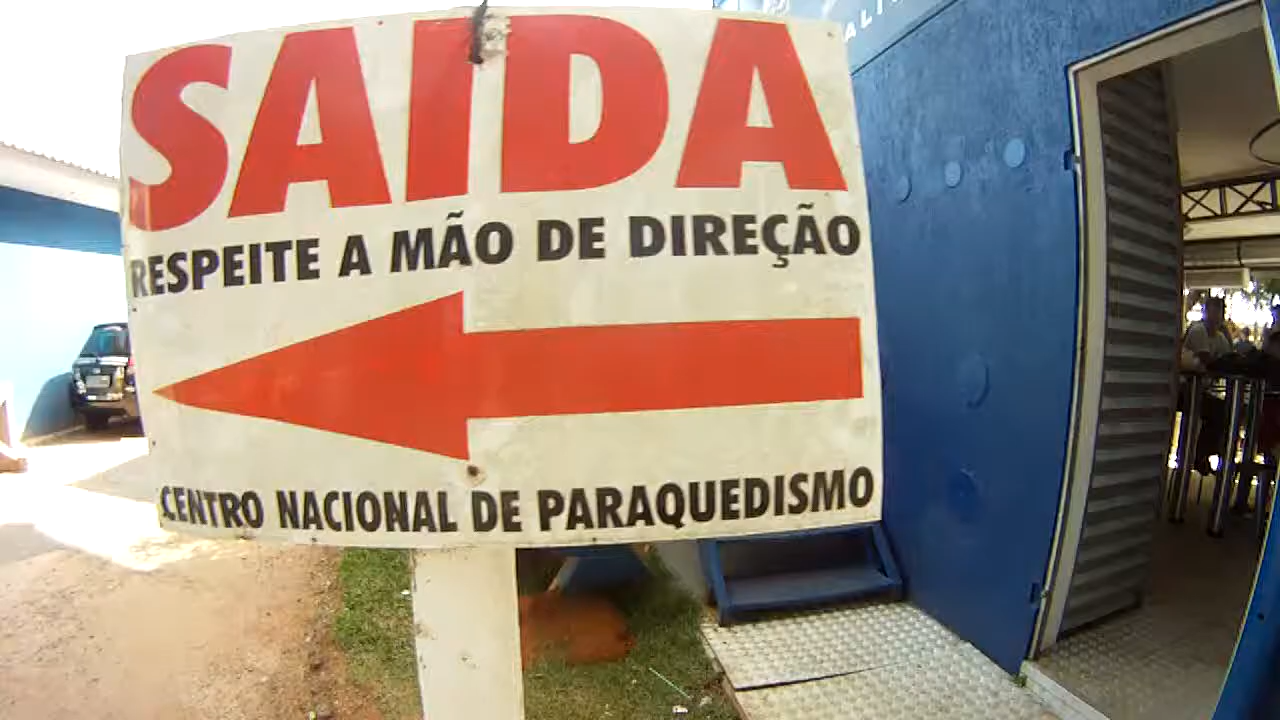 SAIDA
RESPEITE A MÃO DE DIREÇÃO
CENTRO NACIONAL DE PARAQUEDISMO